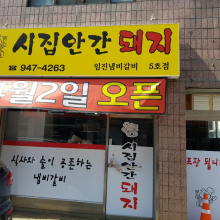 시집안간 돼지
☎ 947-4263 임진냄비갈비 5호점
월2일 오픈
식사와 술이 공존하는
냄비갈비
시집안간돼지